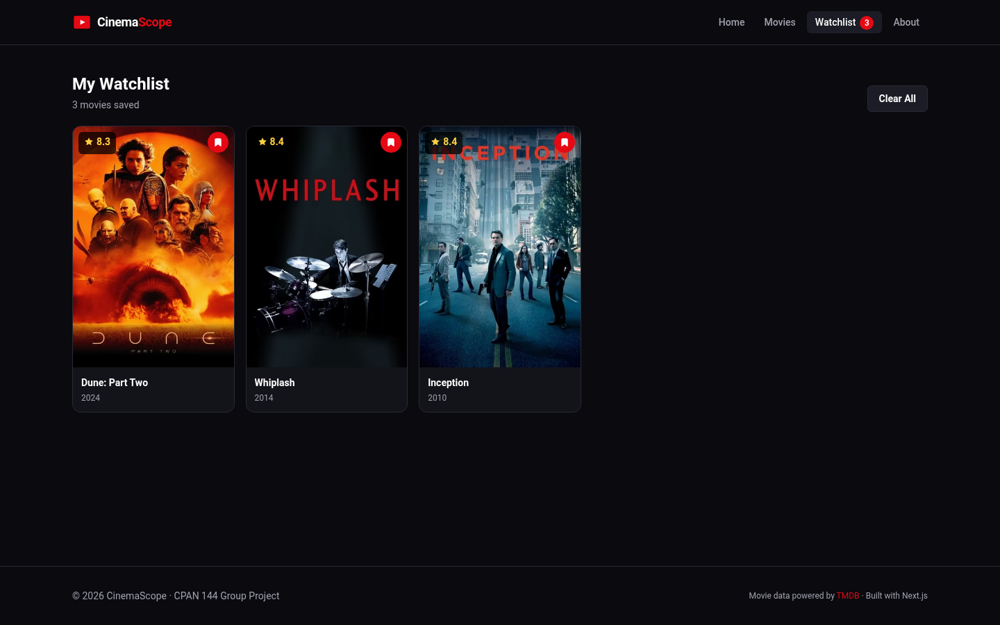 CinemaScope
Home Movies Watchlist 3 About
My Watchlist
3 movies saved
Clear All
8.3
8.4
8.4
INCEPTION
WHIPLASH
DUNE
PART TWO
Dune: Part Two
Whiplash
Inception
2024
2014
2010
© 2026 CinemaScope · CPAN 144 Group Project
Movie data powered by TMDB · Built with Next.js